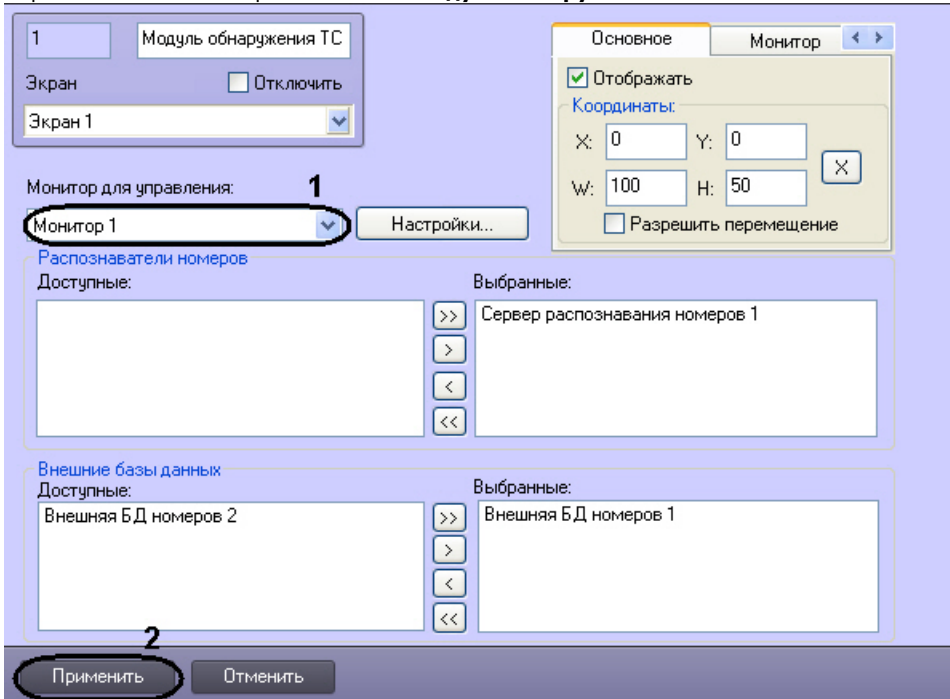 1
Модуль обнаружения ТС
Экран
Отключить
Экран 1
Основное
Монитор
Отображать
Координаты:
X: 0 Y: 0
X
W: 100 H: 50
Разрешить перемещение
Монитор для управления:
1
Монитор 1
Настройки...
Распознаватели номеров
Доступные:
Выбранные:
Сервер распознавания номеров 1
>>
>
<
<<
Внешние базы данных
Доступные:
Выбранные:
Внешняя БД номеров 2
Внешняя БД номеров 1
>>
>
<
<<
2
Применить
Отменить